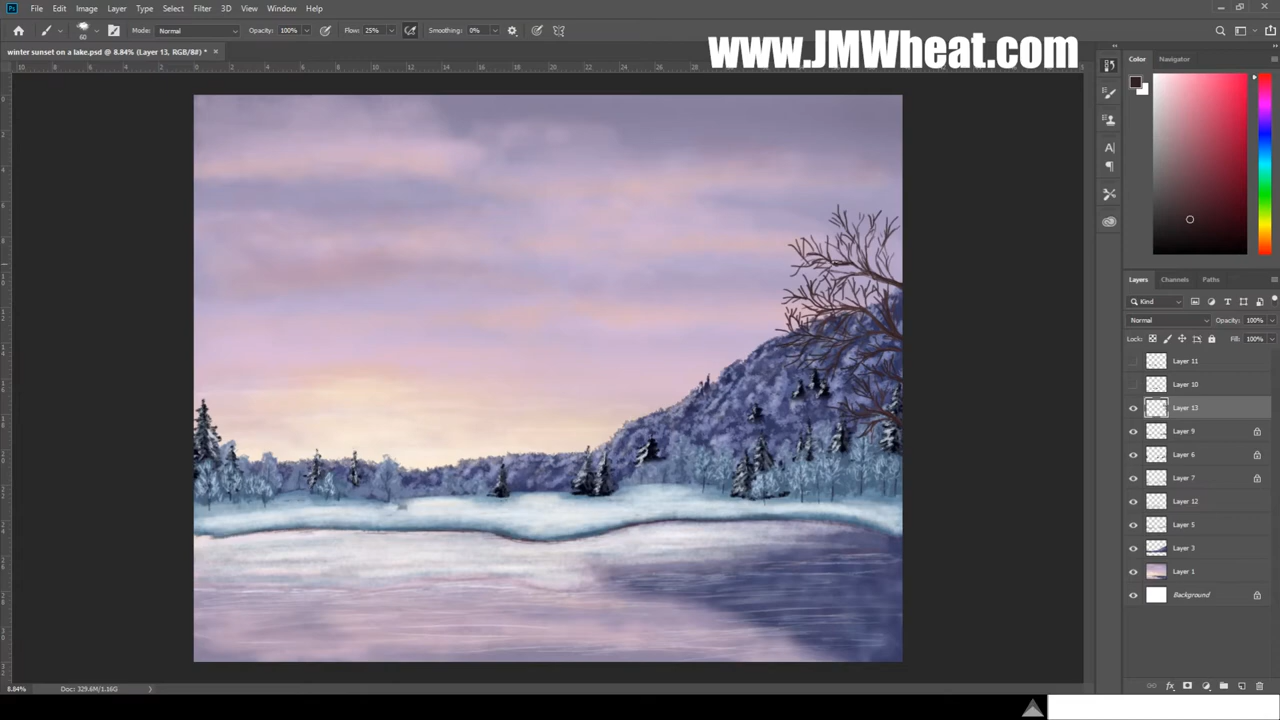 File Edit Image Layer Type Select Filter 3D View Window Help
60 Mode: Normal Opacity: 100% Flow: 25% Smoothing: 0%
winter sunset on a lake.psd @ 8.84% (Layer 13, RGB/8#) *
www.JMWheat.com
Color Navigator
Layers Channels Paths
Kind
Normal Opacity: 100%
Lock: Fill: 100%
Layer 11
Layer 10
Layer 13
Layer 9
Layer 6
Layer 7
Layer 12
Layer 5
Layer 3
Layer 1
Background
8.84% Doc: 329.6M/1.16G